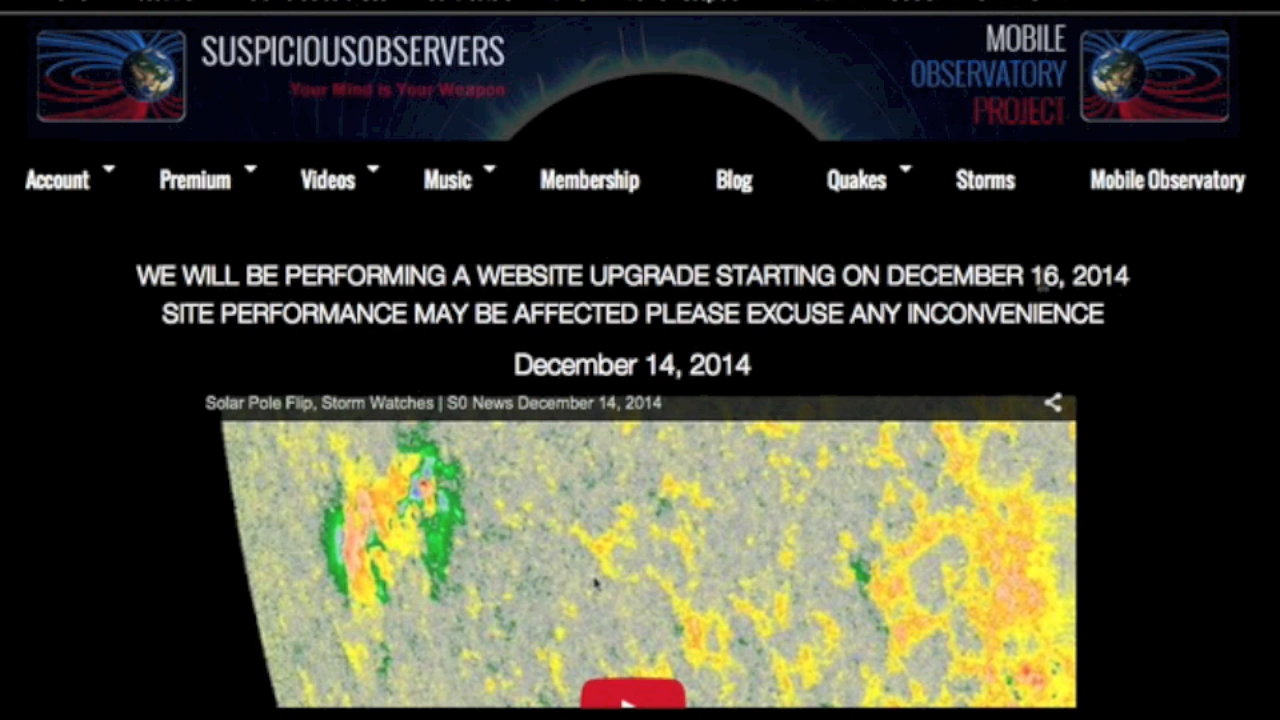 SUSPICIOUSOBSERVERS
Your Mind is Your Weapon
MOBILE
OBSERVATORY
PROJECT
Account Premium Videos Music Membership Blog Quakes Storms Mobile Observatory
WE WILL BE PERFORMING A WEBSITE UPGRADE STARTING ON DECEMBER 16, 2014
SITE PERFORMANCE MAY BE AFFECTED PLEASE EXCUSE ANY INCONVENIENCE
December 14, 2014
Solar Pole Flip, Storm Watches | S0 News December 14, 2014